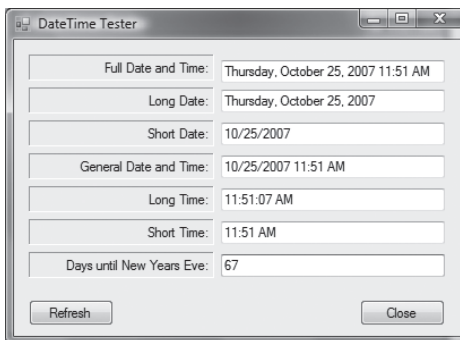 DateTime Tester
Full Date and Time: Thursday, October 25, 2007 11:51 AM
Long Date: Thursday, October 25, 2007
Short Date: 10/25/2007
General Date and Time: 10/25/2007 11:51 AM
Long Time: 11:51:07 AM
Short Time: 11:51 AM
Days until New Years Eve: 67
Refresh Close